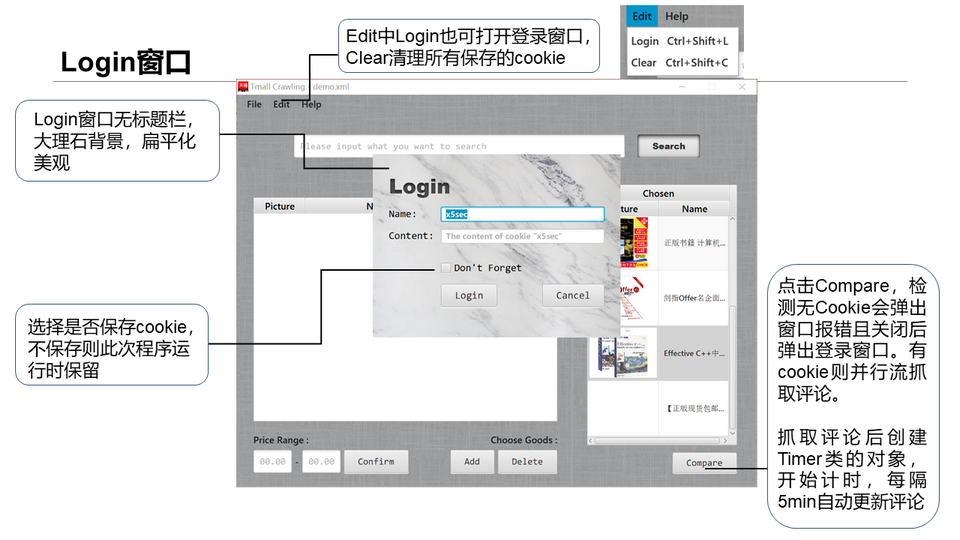 Edit Help
Login Ctrl+Shift+L
Clear Ctrl+Shift+C
Edit中Login也可打开登录窗口，
Clear清理所有保存的cookie
Login窗口
Tmall Crawling - demo.xml
File Edit Help
Login窗口无标题栏，
大理石背景，扁平化
美观
Please input what you want to search
Search
Login
Name: x5sec
Content: The content of cookie "x5sec"
Don't Forget
Login Cancel
Picture N
Chosen
ture Name
正版书籍 计算机...
剑指Offer名企面...
Effective C++中...
【正版现货包邮...
选择是否保存cookie，
不保存则此次程序运
行时保留
点击Compare，检
测无Cookie会弹出
窗口报错且关闭后
弹出登录窗口。有
cookie则并行流抓
取评论。
抓取评论后创建
Timer类的对象，
开始计时，每隔
5min自动更新评论
Price Range : Choose Goods :
00.00 - 00.00 Confirm Add Delete Compare